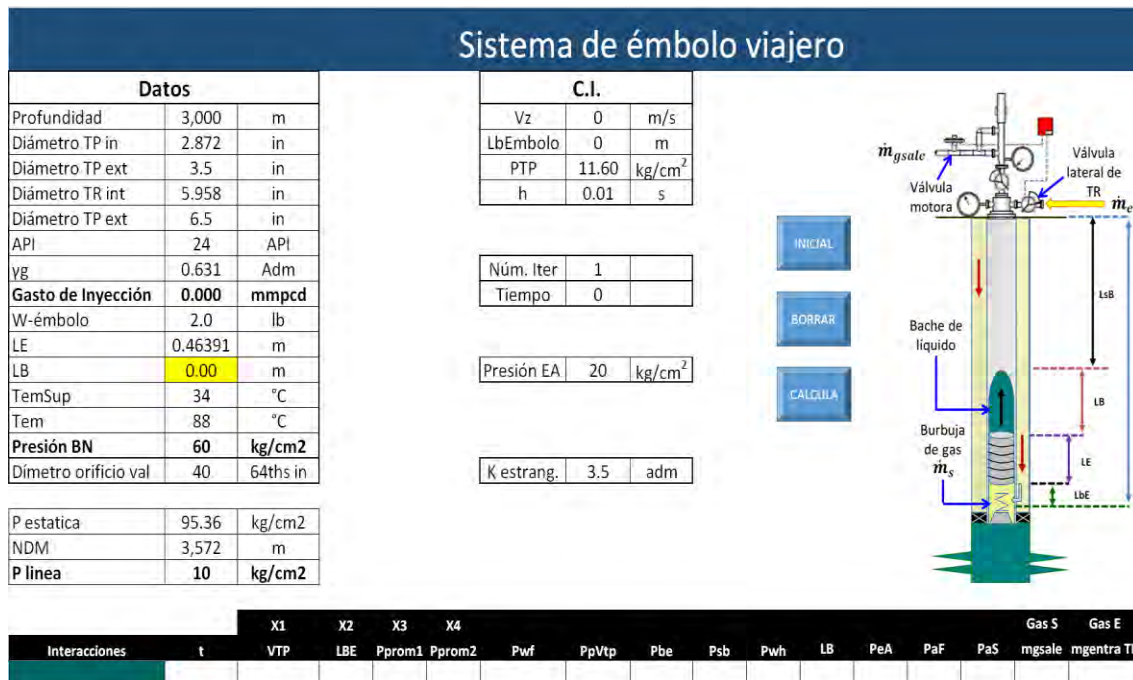 Sistema de émbolo viajero
Datos
Profundidad 3,000 m
Diámetro TP in 2.872 in
Diámetro TP ext 3.5 in
Diámetro TR int 5.958 in
Diámetro TP ext 6.5 in
API 24 API
γg 0.631 Adm
Gasto de Inyección 0.000 mmpcd
W-émbolo 2.0 lb
LE 0.46391 m
LB 0.00 m
TemSup 34 °C
Tem 88 °C
Presión BN 60 kg/cm2
Dímetro orificio val 40 64ths in
P estatica 95.36 kg/cm2
NDM 3,572 m
P linea 10 kg/cm2
C.I.
Vz 0 m/s
LbEmbolo 0 m
PTP 11.60 kg/cm²
h 0.01 s
Núm. Iter 1
Tiempo 0
Presión EA 20 kg/cm²
K estrang. 3.5 adm
INICIAL
BORRAR
CALCULA
ṁgsale
Válvula
motora
Válvula
lateral de
TR
ṁe
LsB
Bache de
líquido
LB
Burbuja
de gas
ṁs
LE
LbE
X1 X2 X3 X4 Gas S Gas E
Interacciones t VTP LBE Pprom1 Pprom2 Pwf PpVtp Pbe Psb Pwh LB PeA PaF PaS mgsale mgentra